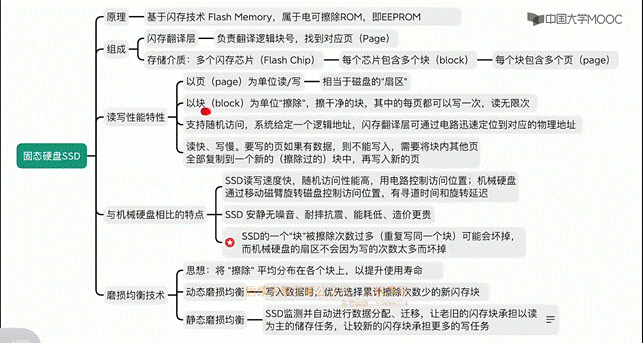 中国大学MOOC
原理
基于闪存技术 Flash Memory，属于电可擦除ROM，即EEPROM
组成
闪存翻译层
负责翻译逻辑块号，找到对应页（Page）
存储介质：多个闪存芯片（Flash Chip）
每个芯片包含多个块（block）
每个块包含多个页（page）
读写性能特性
以页（page）为单位读/写
相当于磁盘的“扇区”
以块（block）为单位“擦除”，擦干净的块，其中的每页都可以写一次，读无限次
支持随机访问，系统给定一个逻辑地址，闪存翻译层可通过电路迅速定位到对应的物理地址
读快、写慢。要写的页如果有数据，则不能写入，需要将块内其他页
全部复制到一个新的（擦除过的）块中，再写入新的页
固态硬盘SSD
与机械硬盘相比的特点
SSD读写速度快，随机访问性能高，用电路控制访问位置；机械硬盘
通过移动磁臂旋转磁盘控制访问位置，有寻道时间和旋转延迟
SSD 安静无噪音、耐摔抗震、能耗低、造价更贵
SSD的一个“块”被擦除次数过多（重复写同一个块）可能会坏掉，
而机械硬盘的扇区不会因为写的次数太多而坏掉
磨损均衡技术
思想：将 “擦除” 平均分布在各个块上，以提升使用寿命
动态磨损均衡
写入数据时，优先选择累计擦除次数少的新闪存块
静态磨损均衡
SSD监测并自动进行数据分配、迁移，让老旧的闪存块承担以读
为主的储存任务，让较新的闪存块承担更多的写任务